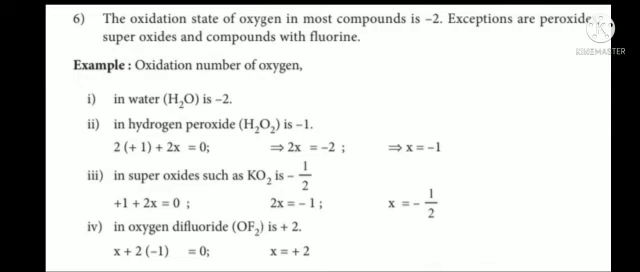 6) The oxidation state of oxygen in most compounds is –2. Exceptions are peroxide
super oxides and compounds with fluorine.
KINEMASTER
Example : Oxidation number of oxygen,
i) in water (H₂O) is –2.
ii) in hydrogen peroxide (H₂O₂) is –1.
2 (+ 1) + 2x = 0; ⇒ 2x = –2 ; ⇒ x = –1
iii) in super oxides such as KO₂ is – 1/2
+1 + 2x = 0 ; 2x = – 1 ; x = – 1/2
iv) in oxygen difluoride (OF₂) is + 2.
x + 2 (–1) = 0; x = + 2